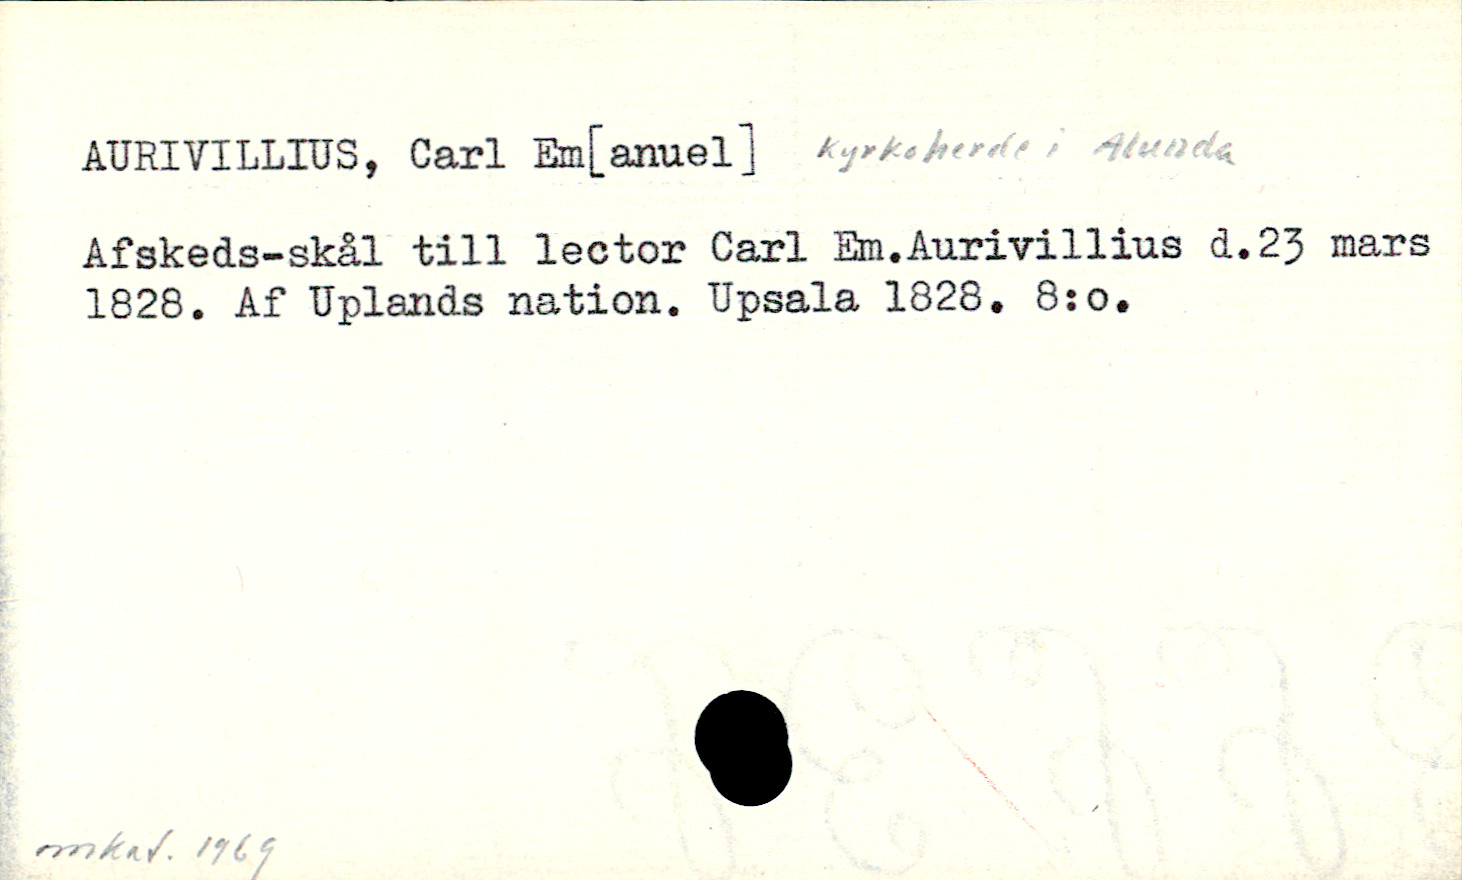 AURIVILLIUS, Carl Em[anuel] Kyrkoherde i Alunda
Afskeds-skål till lector Carl Em.Aurivillius d.23 mars
1828. Af Uplands nation. Upsala 1828. 8:o.
omkat. 1969